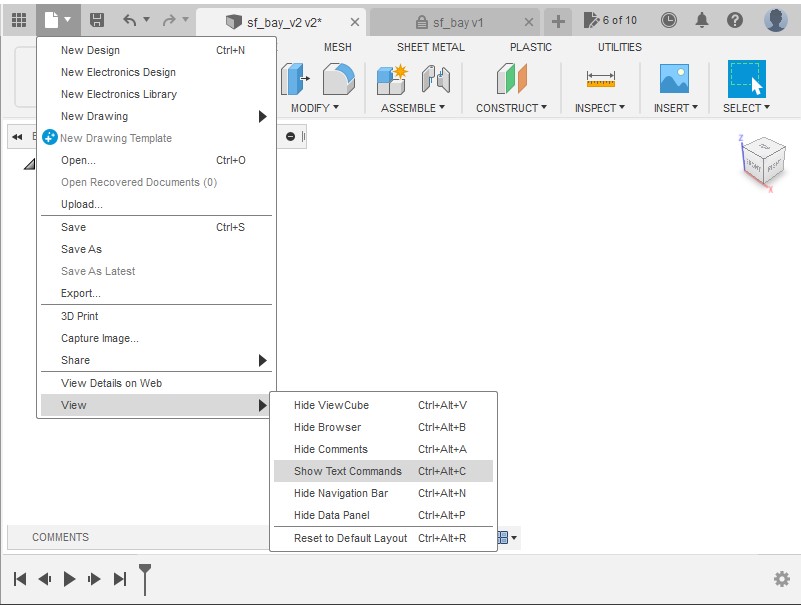 sf_bay_v2 v2*
sf_bay v1
6 of 10
MESH SHEET METAL PLASTIC UTILITIES
MODIFY ASSEMBLE CONSTRUCT INSPECT INSERT SELECT
New Design Ctrl+N
New Electronics Design
New Electronics Library
New Drawing
New Drawing Template
Open... Ctrl+O
Open Recovered Documents (0)
Upload...
Save Ctrl+S
Save As
Save As Latest
Export...
3D Print
Capture Image...
Share
View Details on Web
View
Hide ViewCube Ctrl+Alt+V
Hide Browser Ctrl+Alt+B
Hide Comments Ctrl+Alt+A
Show Text Commands Ctrl+Alt+C
Hide Navigation Bar Ctrl+Alt+N
Hide Data Panel Ctrl+Alt+P
Reset to Default Layout Ctrl+Alt+R
Z
TOP
FRONT RIGHT
X
COMMENTS